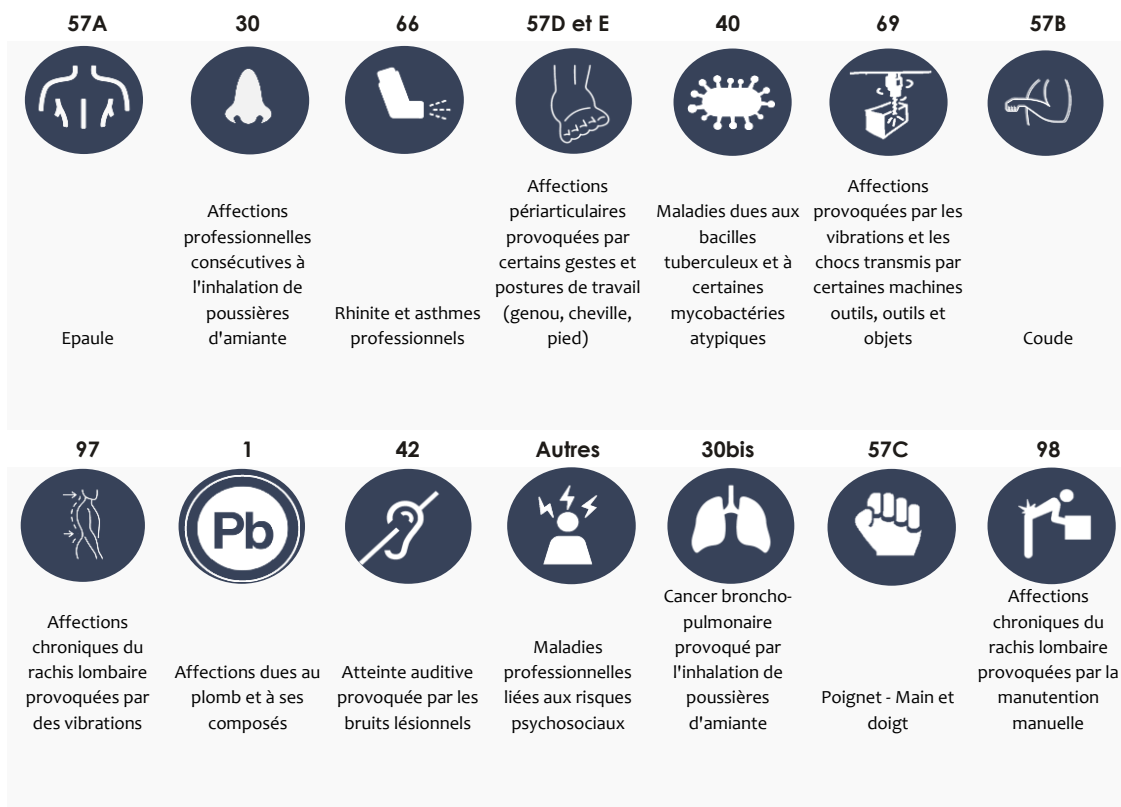 57A
30
66
57D et E
40
69
57B
Epaule
Affections
professionnelles
consécutives à
l'inhalation de
poussières
d'amiante
Rhinite et asthmes
professionnels
Affections
périarticulaires
provoquées par
certains gestes et
postures de travail
(genou, cheville,
pied)
Maladies dues aux
bacilles
tuberculeux et à
certaines
mycobactéries
atypiques
Affections
provoquées par les
vibrations et les
chocs transmis par
certaines machines
outils, outils et
objets
Coude
97
1
42
Autres
30bis
57C
98
Pb
Affections
chroniques du
rachis lombaire
provoquées par
des vibrations
Affections dues au
plomb et à ses
composés
Atteinte auditive
provoquée par les
bruits lésionnels
Maladies
professionnelles
liées aux risques
psychosociaux
Cancer broncho-
pulmonaire
provoqué par
l'inhalation de
poussières
d'amiante
Poignet - Main et
doigt
Affections
chroniques du
rachis lombaire
provoquées par la
manutention
manuelle